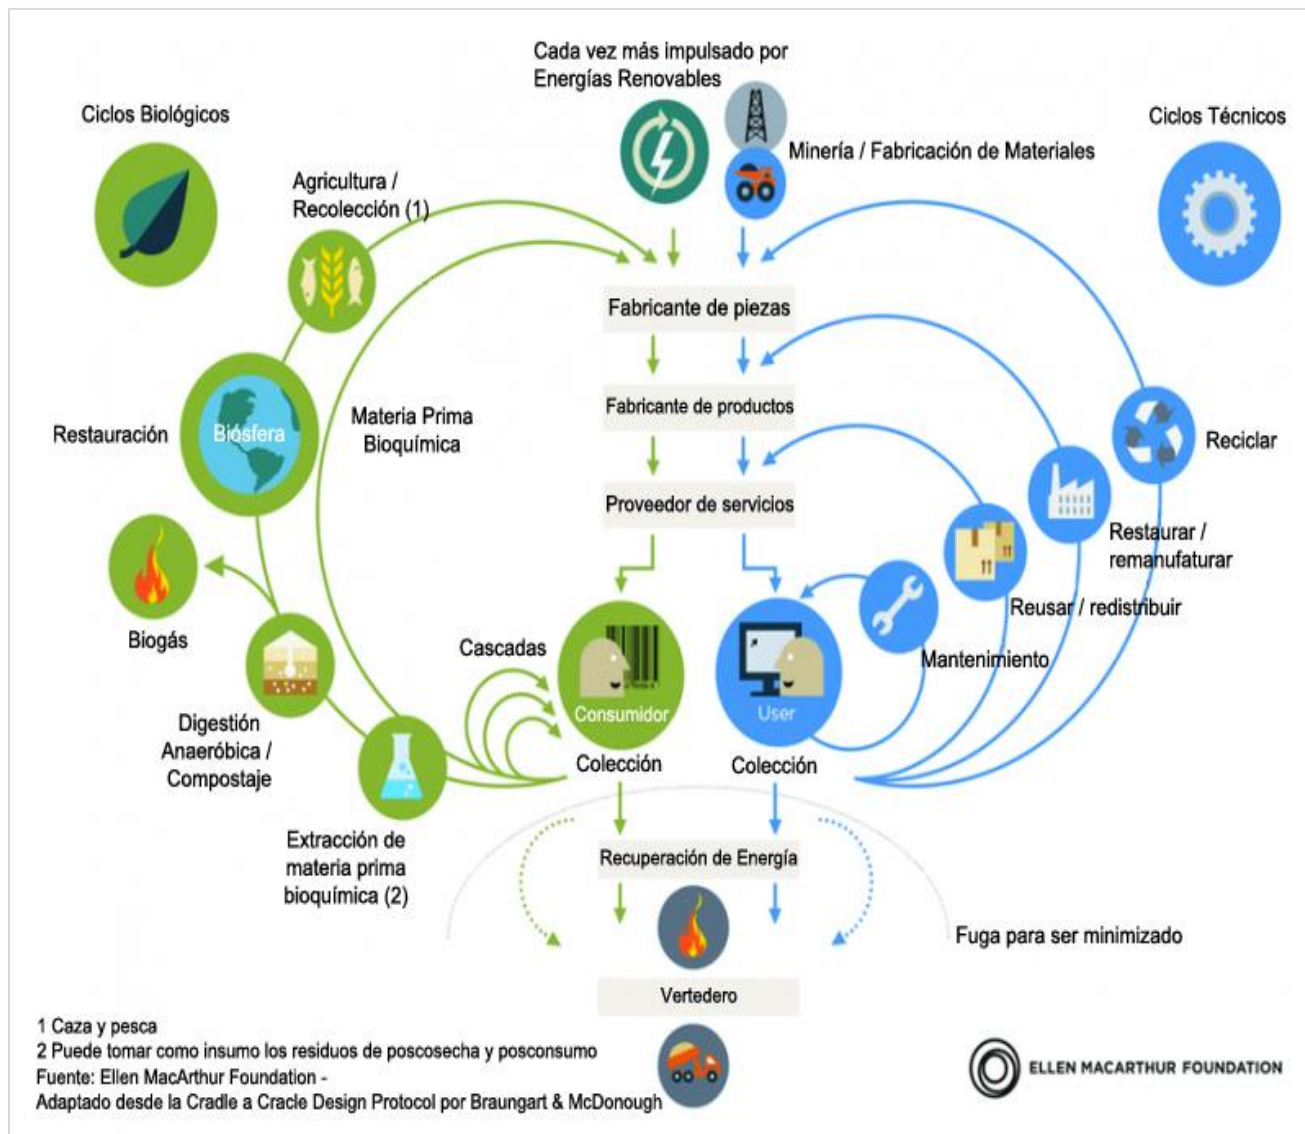 Cada vez más impulsado por
Energías Renovables
Ciclos Biológicos
Ciclos Técnicos
Minería / Fabricación de Materiales
Agricultura /
Recolección (1)
Fabricante de piezas
Restauración
Biósfera
Materia Prima
Bioquímica
Fabricante de productos
Reciclar
Proveedor de servicios
Restaurar /
remanufaturar
Reusar / redistribuir
Biogás
Cascadas
Mantenimiento
Consumidor
User
Digestión
Anaeróbica /
Compostaje
Colección
Colección
Extracción de
materia prima
bioquímica (2)
Recuperación de Energía
Fuga para ser minimizado
Vertedero
1 Caza y pesca
2 Puede tomar como insumo los residuos de poscosecha y posconsumo
Fuente: Ellen MacArthur Foundation -
Adaptado desde la Cradle a Cracle Design Protocol por Braungart & McDonough
ELLEN MACARTHUR FOUNDATION